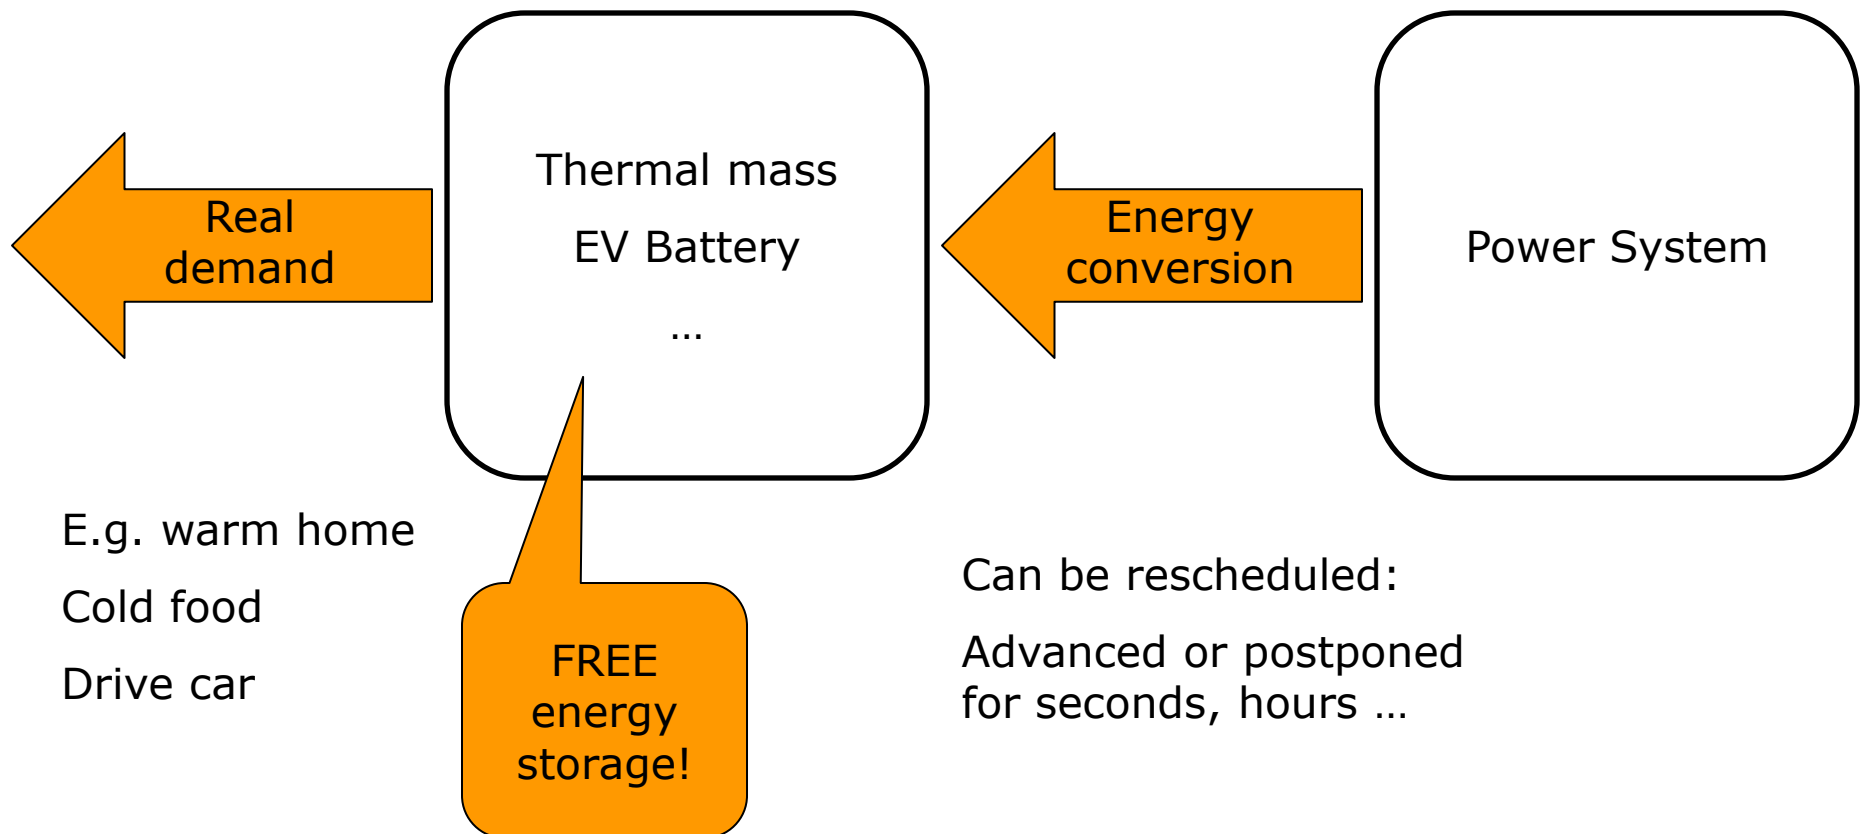 Real
demand
Thermal mass
EV Battery
...
Energy
conversion
Power System
E.g. warm home
Cold food
Drive car
FREE
energy
storage!
Can be rescheduled:
Advanced or postponed
for seconds, hours ...